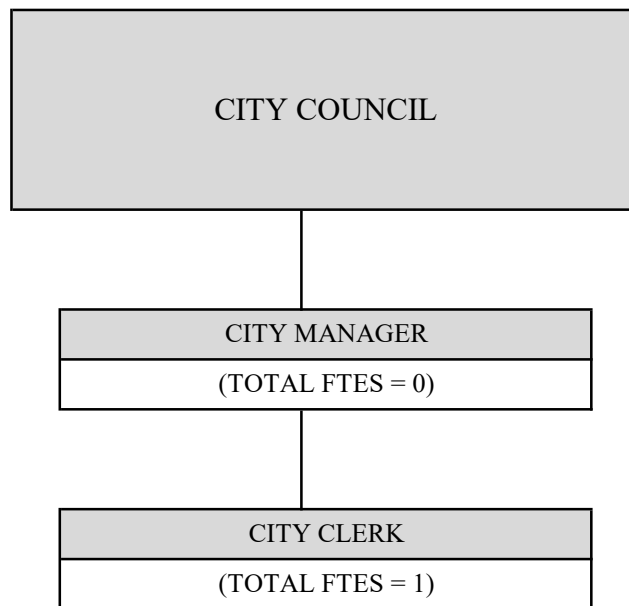 CITY COUNCIL
CITY MANAGER
(TOTAL FTES = 0)
CITY CLERK
(TOTAL FTES = 1)